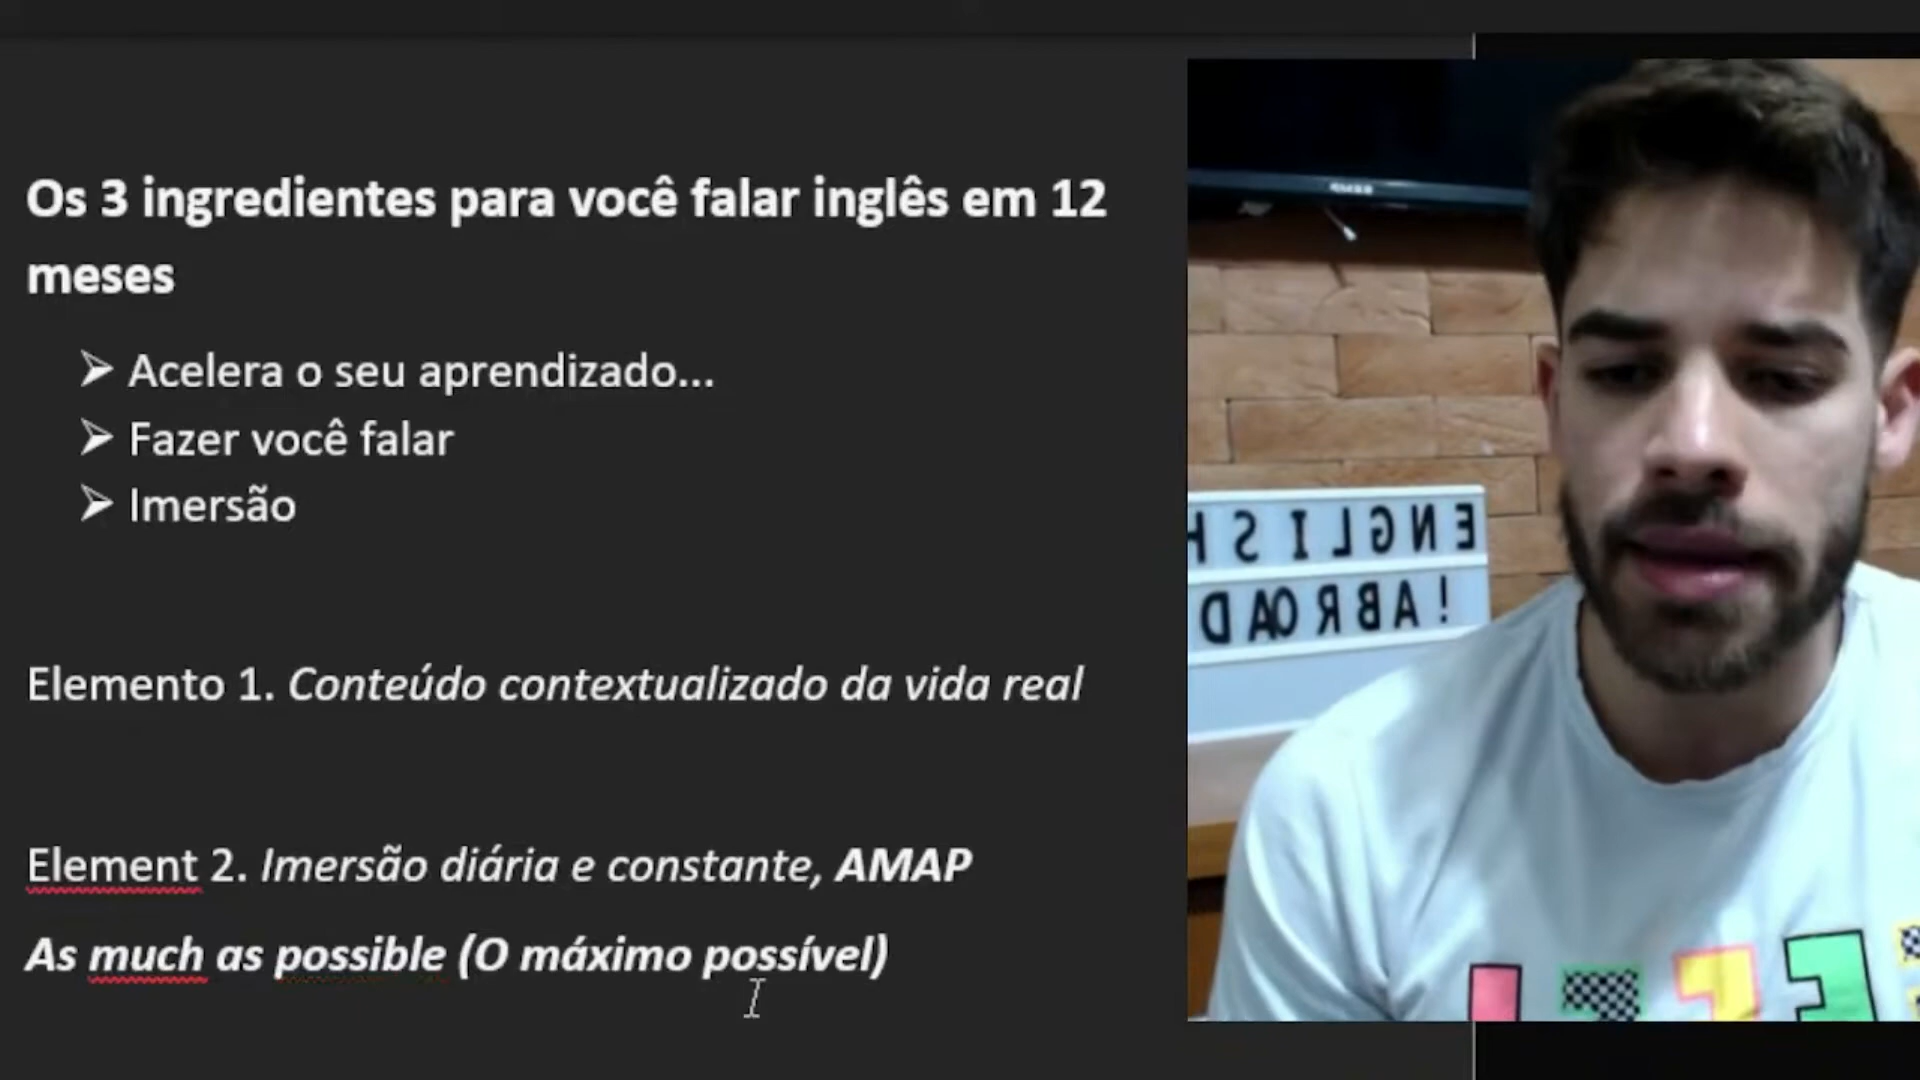 Os 3 ingredientes para você falar inglês em 12
meses
Acelera o seu aprendizado...
Fazer você falar
Imersão
Elemento 1. Conteúdo contextualizado da vida real
Element 2. Imersão diária e constante, AMAP
As much as possible (O máximo possível)
ENGLISH
ABROAD!